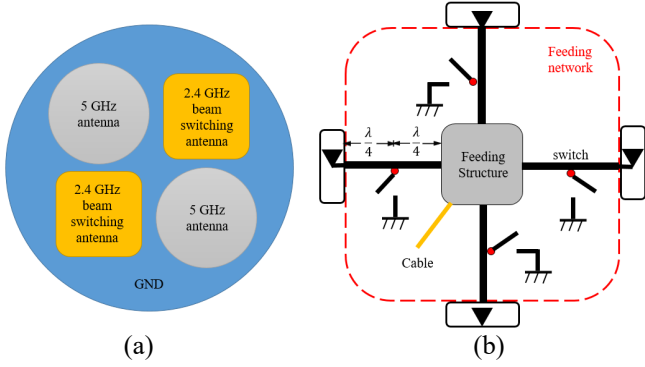 5 GHz
antenna
2.4 GHz
beam
switching
antenna
2.4 GHz
beam
switching
antenna
5 GHz
antenna
GND
(a)
Feeding
network
λ/4
λ/4
Feeding
Structure
switch
Cable
(b)